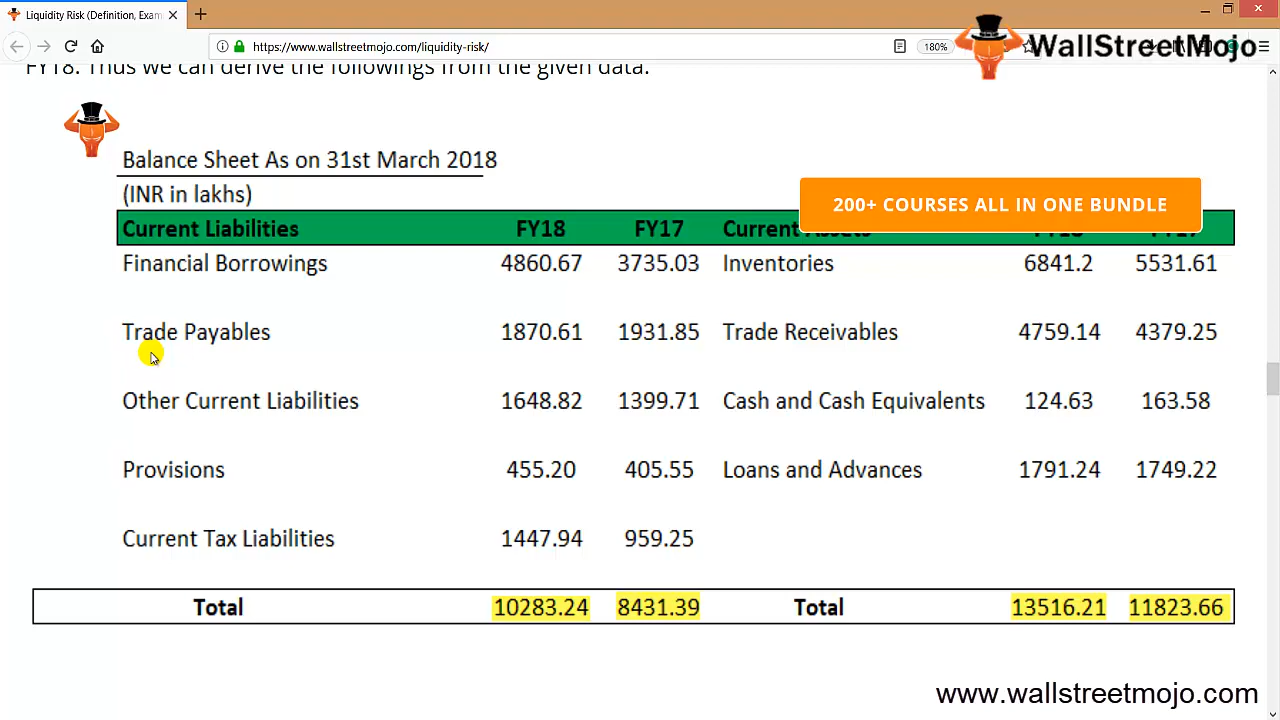 Liquidity Risk (Definition, Exam
https://www.wallstreetmojo.com/liquidity-risk/
180%
WallStreetMojo
FY18. Thus we can derive the followings from the given data.
Balance Sheet As on 31st March 2018
(INR in lakhs)
200+ COURSES ALL IN ONE BUNDLE
Current Liabilities FY18 FY17 Current Assets FY18 FY17
Financial Borrowings 4860.67 3735.03 Inventories 6841.2 5531.61
Trade Payables 1870.61 1931.85 Trade Receivables 4759.14 4379.25
Other Current Liabilities 1648.82 1399.71 Cash and Cash Equivalents 124.63 163.58
Provisions 455.20 405.55 Loans and Advances 1791.24 1749.22
Current Tax Liabilities 1447.94 959.25
Total 10283.24 8431.39 Total 13516.21 11823.66
www.wallstreetmojo.com